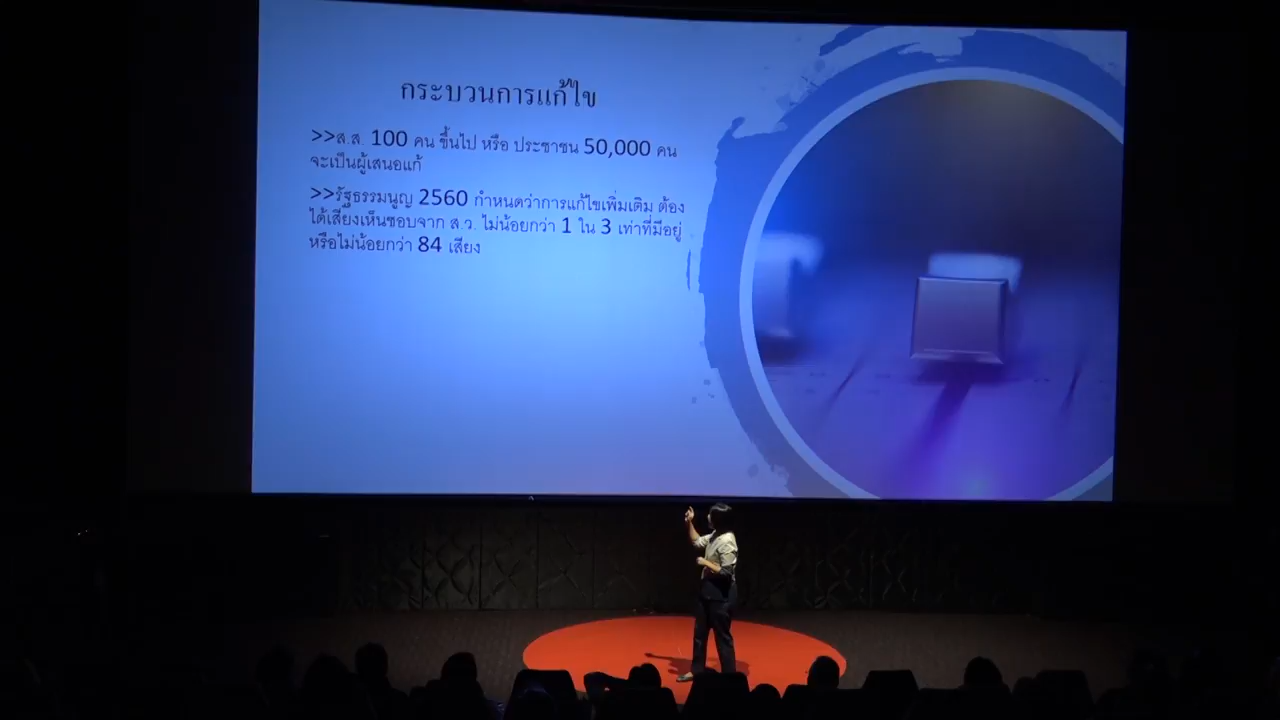 กระบวนการแก้ไข
>>ส.ส. 100 คน ขึ้นไป หรือ ประชาชน 50,000 คน
จะเป็นผู้เสนอแก้
>>รัฐธรรมนูญ 2560 กำหนดว่าการแก้ไขเพิ่มเติม ต้อง
ได้เสียงเห็นชอบจาก ส.ว. ไม่น้อยกว่า 1 ใน 3 เท่าที่มีอยู่
หรือไม่น้อยกว่า 84 เสียง